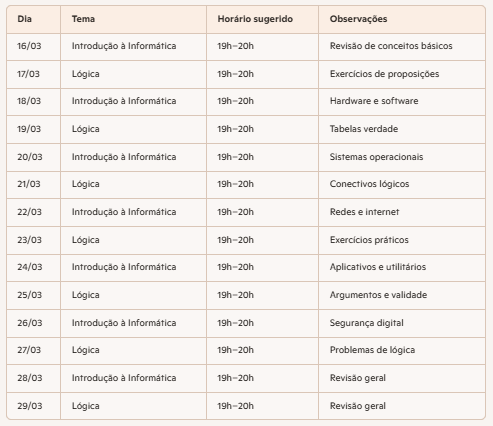 Dia Tema Horário sugerido Observações
16/03 Introdução à Informática 19h–20h Revisão de conceitos básicos
17/03 Lógica 19h–20h Exercícios de proposições
18/03 Introdução à Informática 19h–20h Hardware e software
19/03 Lógica 19h–20h Tabelas verdade
20/03 Introdução à Informática 19h–20h Sistemas operacionais
21/03 Lógica 19h–20h Conectivos lógicos
22/03 Introdução à Informática 19h–20h Redes e internet
23/03 Lógica 19h–20h Exercícios práticos
24/03 Introdução à Informática 19h–20h Aplicativos e utilitários
25/03 Lógica 19h–20h Argumentos e validade
26/03 Introdução à Informática 19h–20h Segurança digital
27/03 Lógica 19h–20h Problemas de lógica
28/03 Introdução à Informática 19h–20h Revisão geral
29/03 Lógica 19h–20h Revisão geral